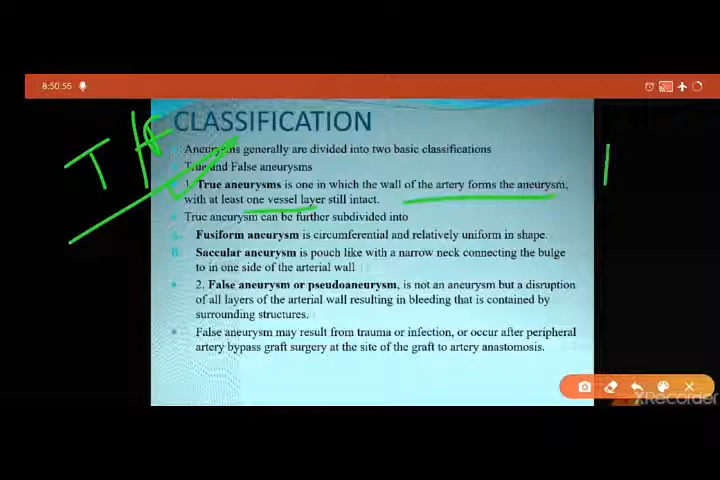 8:50:56
T/F
CLASSIFICATION
Aneurysms generally are divided into two basic classifications
True and False aneurysms
1. True aneurysms is one in which the wall of the artery forms the aneurysm,
with at least one vessel layer still intact.
True aneurysm can be further subdivided into
Fusiform aneurysm is circumferential and relatively uniform in shape.
B. Saccular aneurysm is pouch like with a narrow neck connecting the bulge
to in one side of the arterial wall
2. False aneurysm or pseudoaneurysm, is not an aneurysm but a disruption
of all layers of the arterial wall resulting in bleeding that is contained by
surrounding structures.
False aneurysm may result from trauma or infection, or occur after peripheral
artery bypass graft surgery at the site of the graft to artery anastomosis.
XRecorder